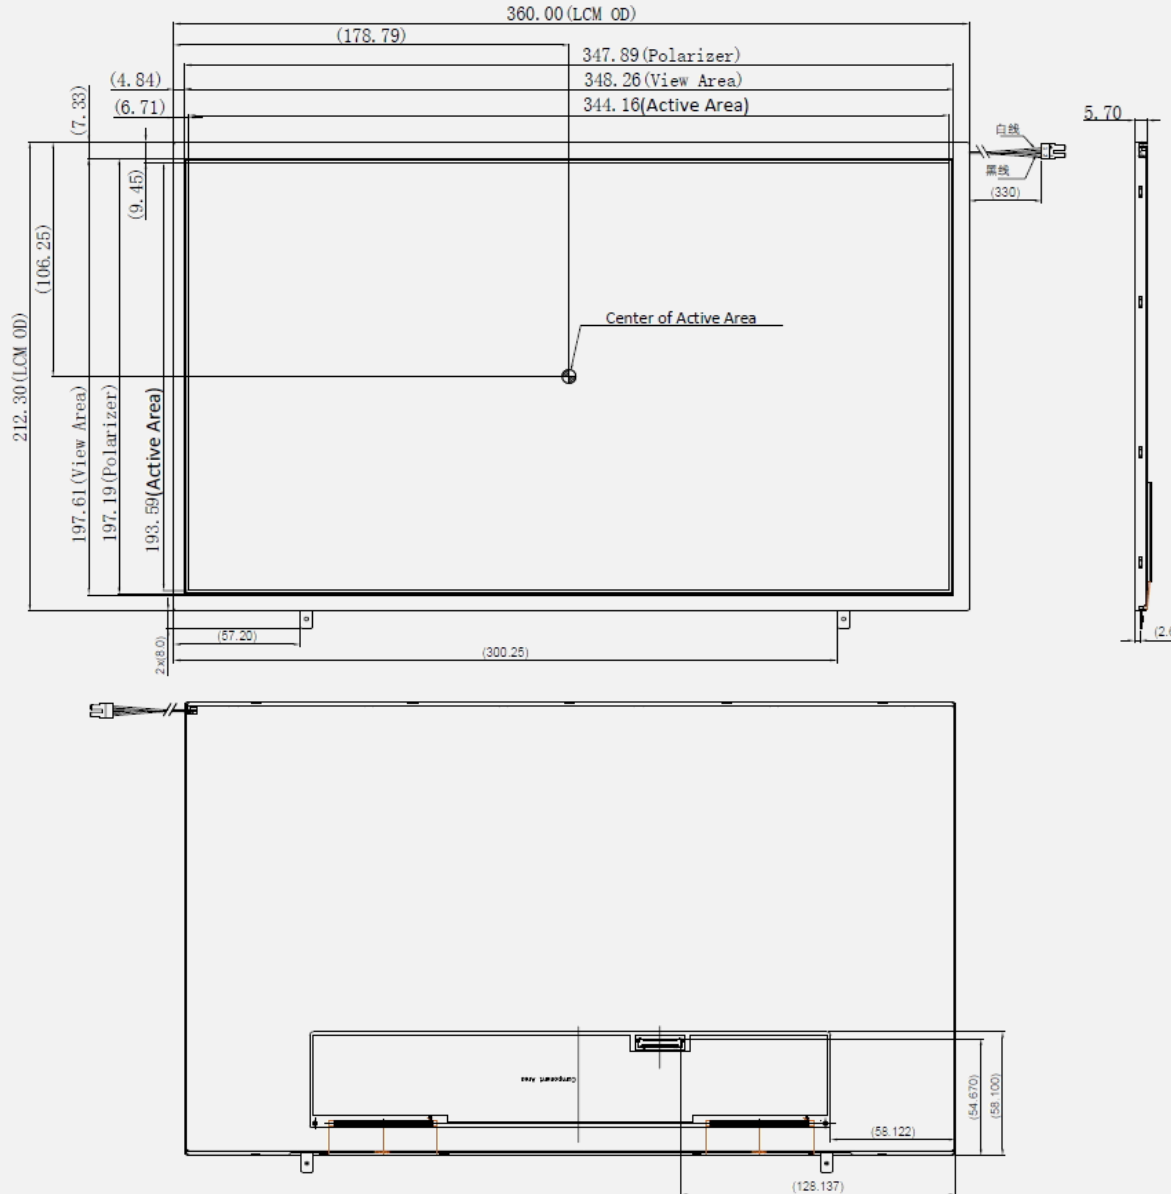 360.00(LCM OD)
(178.79)
347.89(Polarizer)
(4.84)
348.26(View Area)
(7.33)
(6.71)
344.16(Active Area)
5.70
白线
黑线
(330)
(9.45)
(106.25)
Center of Active Area
212.30(LCM OD)
197.61(View Area)
197.19(Polarizer)
193.59(Active Area)
2x(8.0)
(57.20)
(300.25)
Component Area
(54.670)
(58.100)
(58.122)
(128.137)